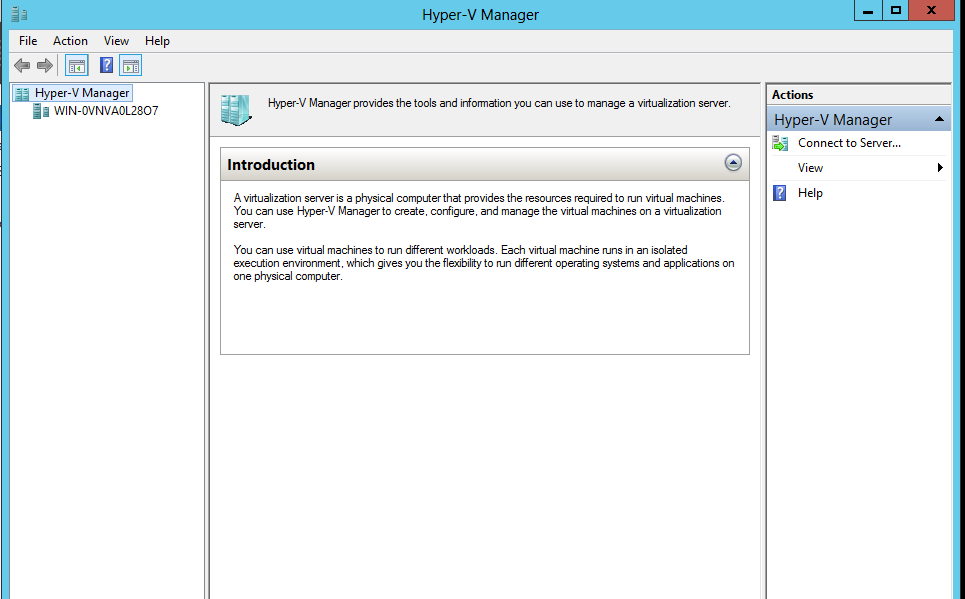 Hyper-V Manager
File Action View Help
Hyper-V Manager
WIN-0VNVA0L28O7
Hyper-V Manager provides the tools and information you can use to manage a virtualization server.
Introduction
A virtualization server is a physical computer that provides the resources required to run virtual machines.
You can use Hyper-V Manager to create, configure, and manage the virtual machines on a virtualization
server.
You can use virtual machines to run different workloads. Each virtual machine runs in an isolated
execution environment, which gives you the flexibility to run different operating systems and applications on
one physical computer.
Actions
Hyper-V Manager
Connect to Server...
View
Help